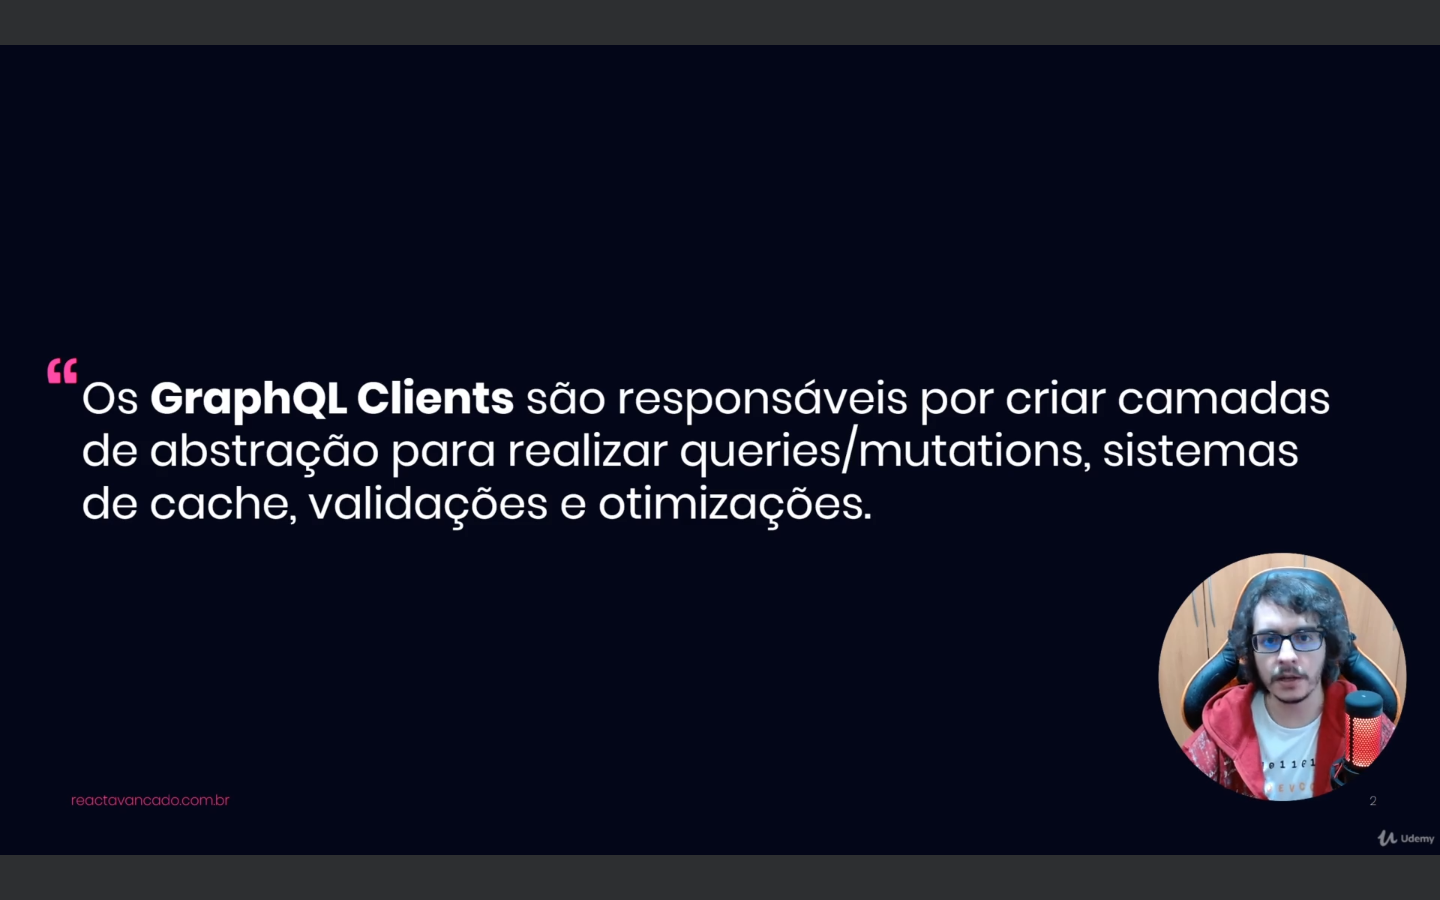 “Os GraphQL Clients são responsáveis por criar camadas
de abstração para realizar queries/mutations, sistemas
de cache, validações e otimizações.
reactavancado.com.br
2
Udemy